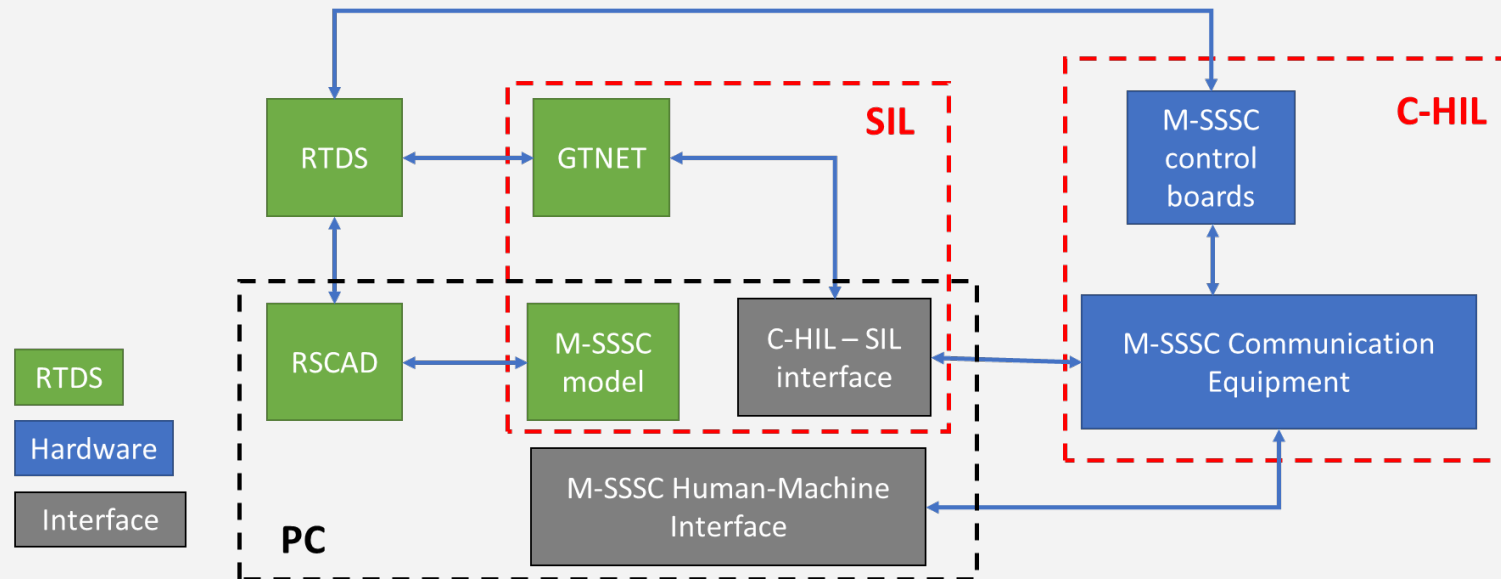 RTDS
GTNET
SIL
M-SSSC
control
boards
C-HIL
RSCAD
M-SSSC
model
C-HIL – SIL
interface
M-SSSC Communication
Equipment
RTDS
Hardware
Interface
M-SSSC Human-Machine
Interface
PC